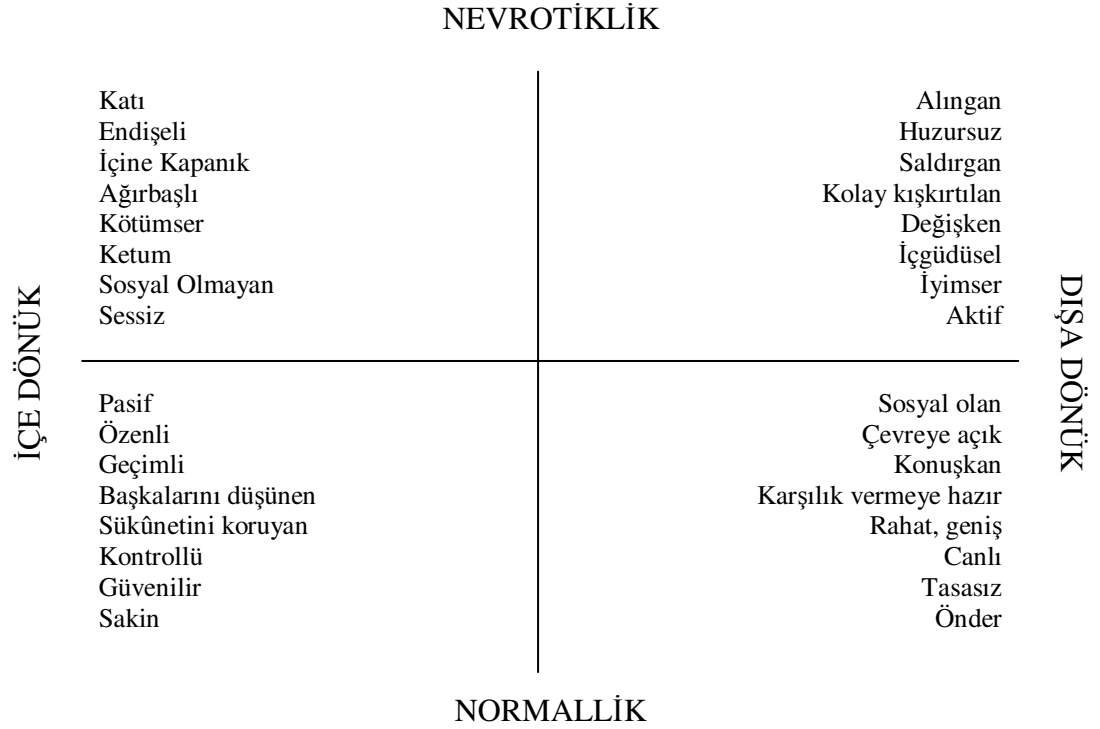 NEVROTİKLİK
Katı
Endişeli
İçine Kapanık
Ağırbaşlı
Kötümser
Ketum
Sosyal Olmayan
Sessiz
Alıngan
Huzursuz
Saldırgan
Kolay kışkırtılan
Değişken
İçgüdüsel
İyimser
Aktif
İÇE DÖNÜK
DIŞA DÖNÜK
Pasif
Özenli
Geçimli
Başkalarını düşünen
Sükûnetini koruyan
Kontrollü
Güvenilir
Sakin
Sosyal olan
Çevreye açık
Konuşkan
Karşılık vermeye hazır
Rahat, geniş
Canlı
Tasasız
Önder
NORMALLİK